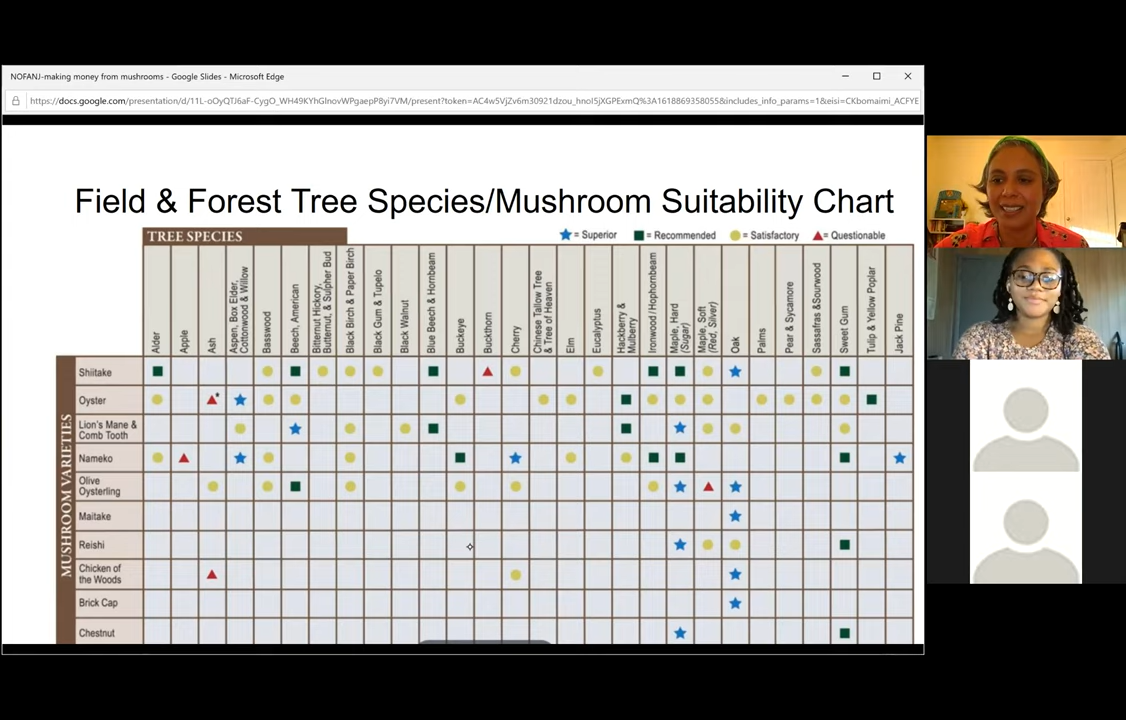 NOFANJ-making money from mushrooms - Google Slides - Microsoft Edge
Field & Forest Tree Species/Mushroom Suitability Chart
TREE SPECIES
= Superior = Recommended = Satisfactory = Questionable
Alder
Apple
Ash
Aspen, Box Elder,
Cottonwood & Willow
Basswood
Beech, American
Bitternut Hickory,
Butternut, & Sulpher Bud
Black Birch & Paper Birch
Black Gum & Tupelo
Black Walnut
Blue Beech & Hornbeam
Buckeye
Buckthorn
Cherry
Chinese Tallow Tree
& Tree of Heaven
Elm
Eucalyptus
Hackberry &
Mulberry
Ironwood / Hophornbeam
Maple, Hard
(Sugar)
Maple, Soft
(Red, Silver)
Oak
Palms
Pear & Sycamore
Sassafras &Sourwood
Sweet Gum
Tulip & Yellow Poplar
Jack Pine
MUSHROOM VARIETIES
Shiitake
Oyster
Lion's Mane &
Comb Tooth
Nameko
Olive
Oysterling
Maitake
Reishi
Chicken of
the Woods
Brick Cap
Chestnut